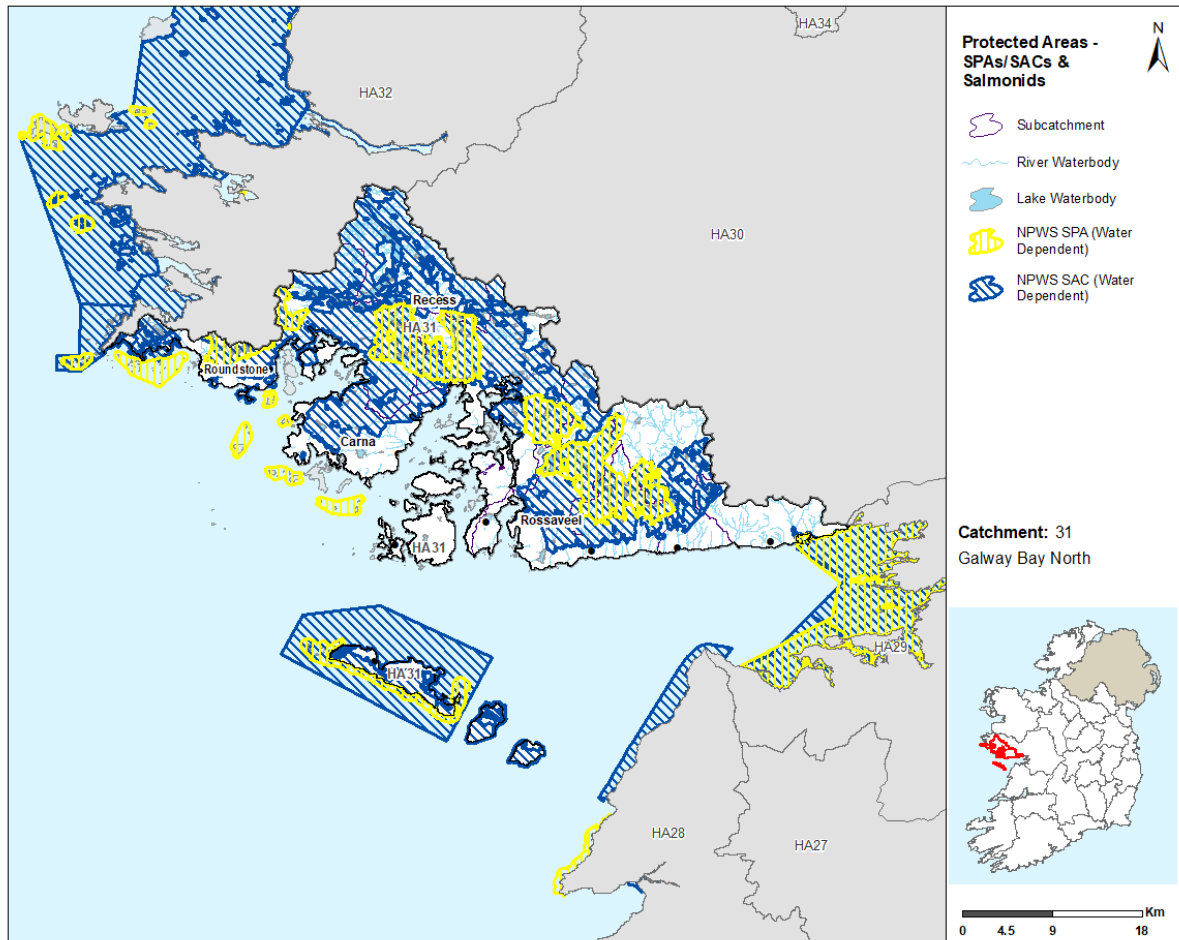 HA34
HA32
HA30
Recess
HA31
Roundstone
Carna
Rossaveel
HA31
HA31
HA29
HA28
HA27
N
Protected Areas -
SPAs/SACs &
Salmonids
Subcatchment
River Waterbody
Lake Waterbody
NPWS SPA (Water
Dependent)
NPWS SAC (Water
Dependent)
Catchment: 31
Galway Bay North
Km
0 4.5 9 18